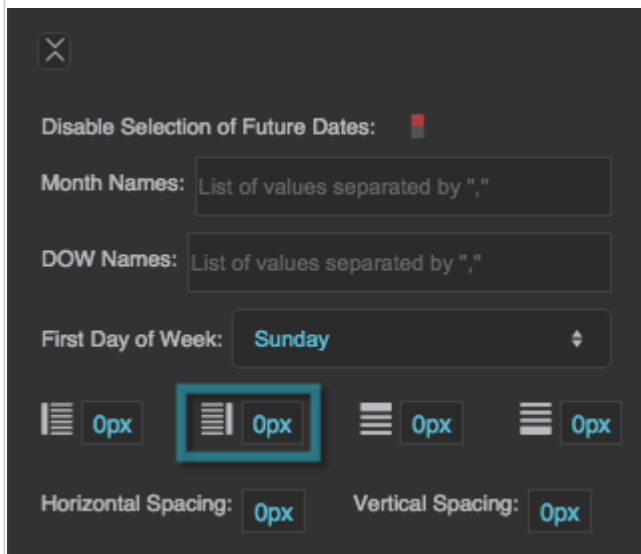 Disable Selection of Future Dates:
Month Names: List of values separated by ","
DOW Names: List of values separated by ","
First Day of Week: Sunday
0px 0px 0px 0px
Horizontal Spacing: 0px Vertical Spacing: 0px